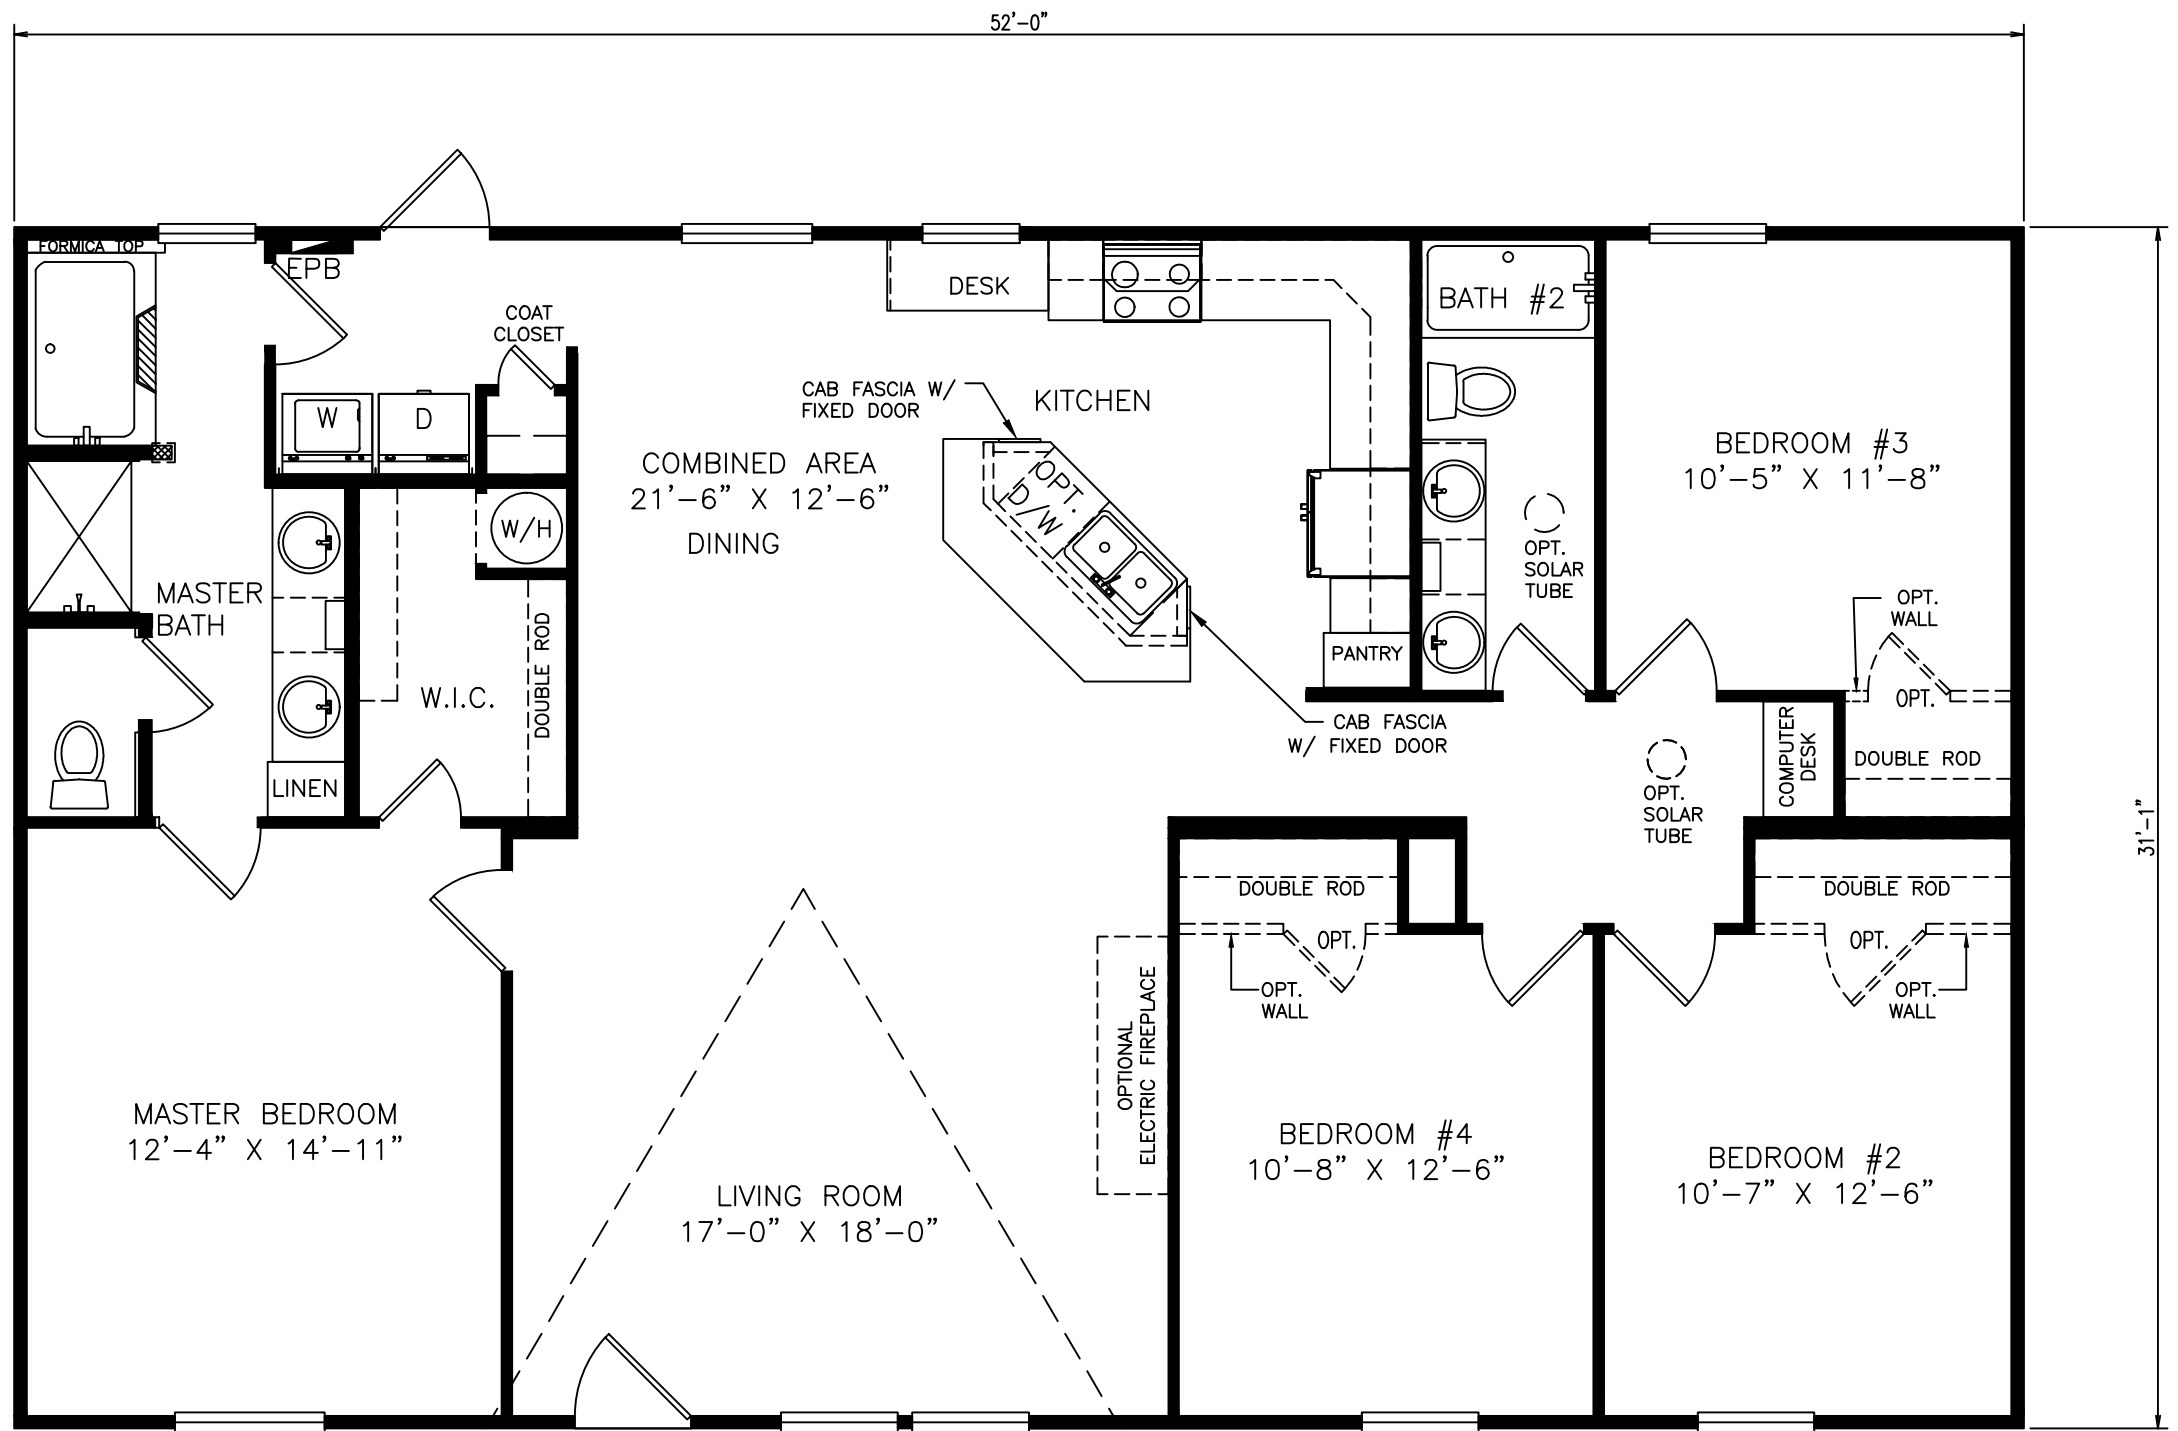 52'-0"
FORMICA TOP
EPB
COAT
CLOSET
DESK
BATH #2
W
D
CAB FASCIA W/
FIXED DOOR
KITCHEN
COMBINED AREA
21'-6" X 12'-6"
DINING
OPT.
D/W
BEDROOM #3
10'-5" X 11'-8"
W/H
OPT.
SOLAR
TUBE
MASTER
BATH
DOUBLE ROD
W.I.C.
PANTRY
OPT.
WALL
OPT.
CAB FASCIA
W/ FIXED DOOR
COMPUTER
DESK
DOUBLE ROD
LINEN
OPT.
SOLAR
TUBE
31'-1"
DOUBLE ROD
DOUBLE ROD
OPT.
OPT.
OPT.
WALL
OPT.
WALL
OPTIONAL
ELECTRIC FIREPLACE
MASTER BEDROOM
12'-4" X 14'-11"
BEDROOM #4
10'-8" X 12'-6"
BEDROOM #2
10'-7" X 12'-6"
LIVING ROOM
17'-0" X 18'-0"